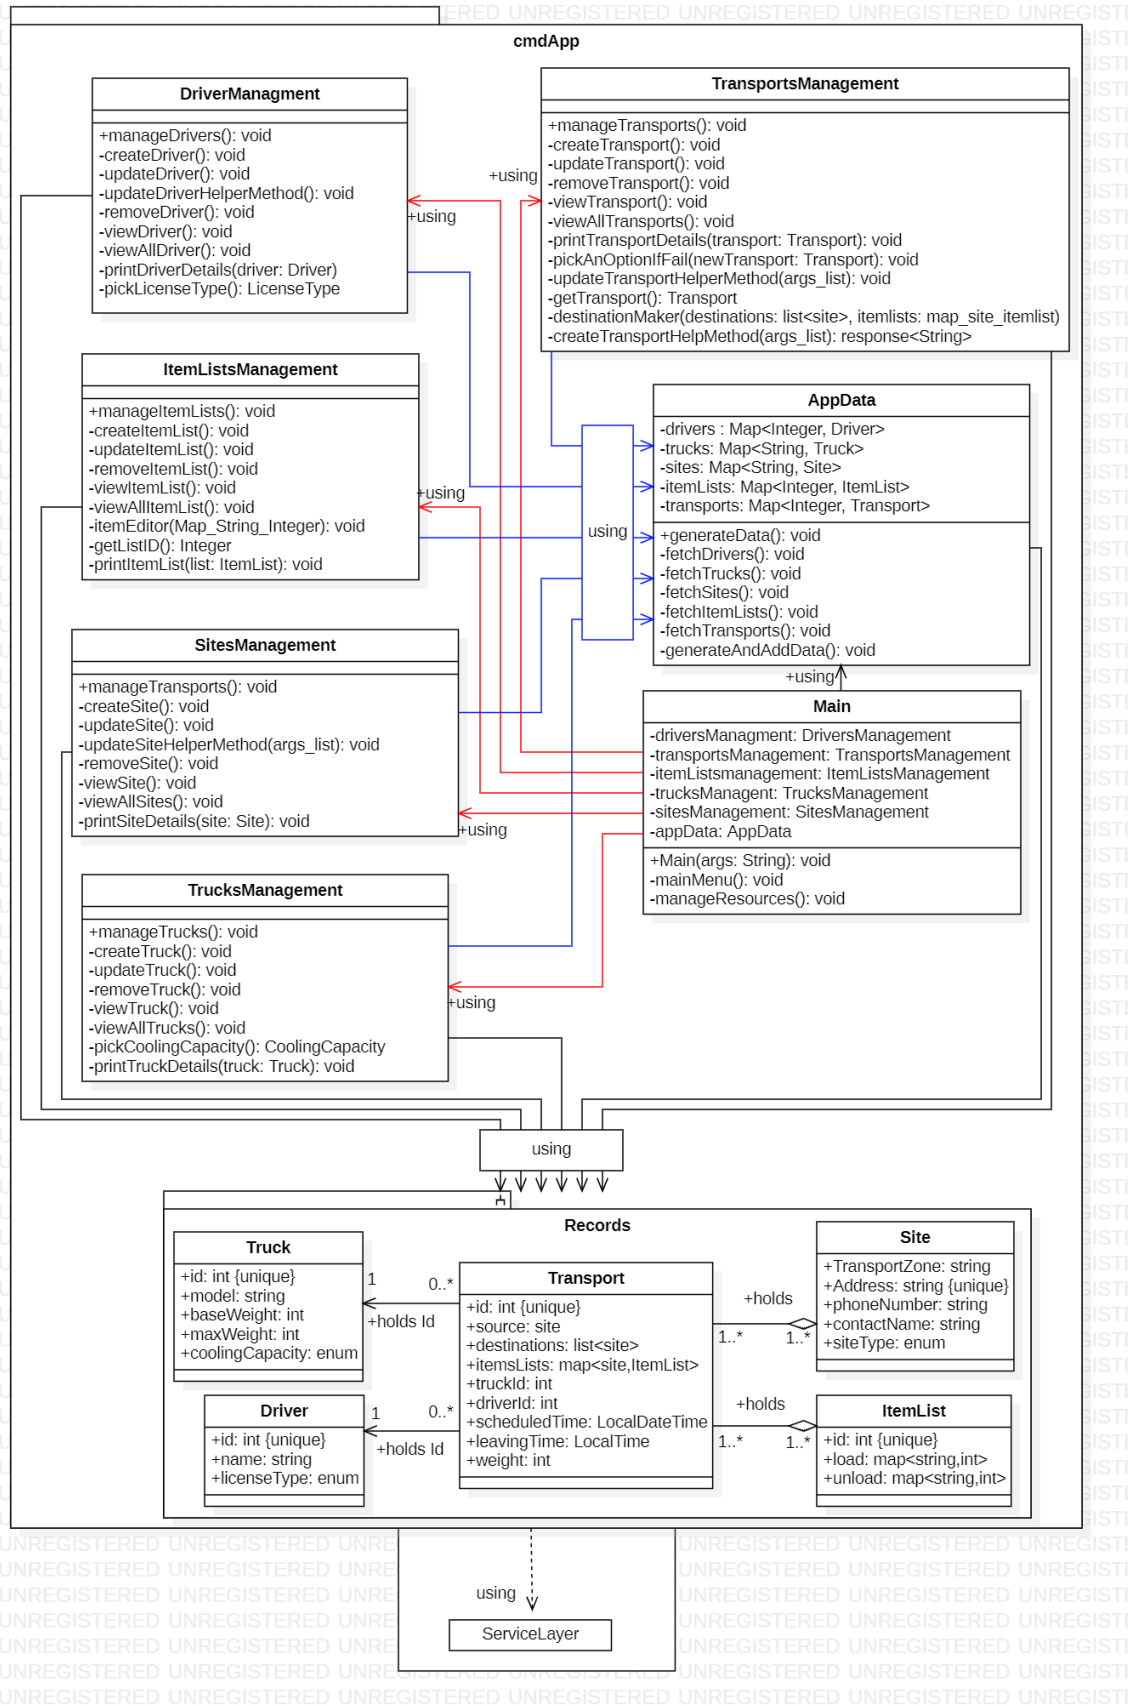 cmdApp
DriverManagment
+manageDrivers(): void
-createDriver(): void
-updateDriver(): void
-updateDriverHelperMethod(): void
-removeDriver(): void
-viewDriver(): void
-viewAllDriver(): void
-printDriverDetails(driver: Driver)
-pickLicenseType(): LicenseType
TransportsManagement
+manageTransports(): void
-createTransport(): void
-updateTransport(): void
-removeTransport(): void
-viewTransport(): void
-viewAllTransports(): void
-printTransportDetails(transport: Transport): void
-pickAnOptionIfFail(newTransport: Transport): void
-updateTransportHelperMethod(args_list): void
-getTransport(): Transport
-destinationMaker(destinations: list<site>, itemlists: map_site_itemlist)
-createTransportHelpMethod(args_list): response<String>
+using
+using
ItemListsManagement
+manageItemLists(): void
-createItemList(): void
-updateItemList(): void
-removeItemList(): void
-viewItemList(): void
-viewAllItemList(): void
-itemEditor(Map_String_Integer): void
-getListID(): Integer
-printItemList(list: ItemList): void
+using
using
AppData
-drivers : Map<Integer, Driver>
-trucks: Map<String, Truck>
-sites: Map<String, Site>
-itemLists: Map<Integer, ItemList>
-transports: Map<Integer, Transport>
+generateData(): void
-fetchDrivers(): void
-fetchTrucks(): void
-fetchSites(): void
-fetchItemLists(): void
-fetchTransports(): void
-generateAndAddData(): void
+using
SitesManagement
+manageTransports(): void
-createSite(): void
-updateSite(): void
-updateSiteHelperMethod(args_list): void
-removeSite(): void
-viewSite(): void
-viewAllSites(): void
-printSiteDetails(site: Site): void
+using
Main
-driversManagment: DriversManagement
-transportsManagement: TransportsManagement
-itemListsmanagement: ItemListsManagement
-trucksManagent: TrucksManagement
-sitesManagement: SitesManagement
-appData: AppData
+Main(args: String): void
-mainMenu(): void
-manageResources(): void
TrucksManagement
+manageTrucks(): void
-createTruck(): void
-updateTruck(): void
-removeTruck(): void
-viewTruck(): void
-viewAllTrucks(): void
-pickCoolingCapacity(): CoolingCapacity
-printTruckDetails(truck: Truck): void
+using
using
Records
Truck
+id: int {unique}
+model: string
+baseWeight: int
+maxWeight: int
+coolingCapacity: enum
1
0..*
+holds Id
Driver
+id: int {unique}
+name: string
+licenseType: enum
1
0..*
+holds Id
Transport
+id: int {unique}
+source: site
+destinations: list<site>
+itemsLists: map<site,ItemList>
+truckId: int
+driverId: int
+scheduledTime: LocalDateTime
+leavingTime: LocalTime
+weight: int
+holds
1..*
1..*
Site
+TransportZone: string
+Address: string {unique}
+phoneNumber: string
+contactName: string
+siteType: enum
+holds
1..*
1..*
ItemList
+id: int {unique}
+load: map<string,int>
+unload: map<string,int>
using
ServiceLayer